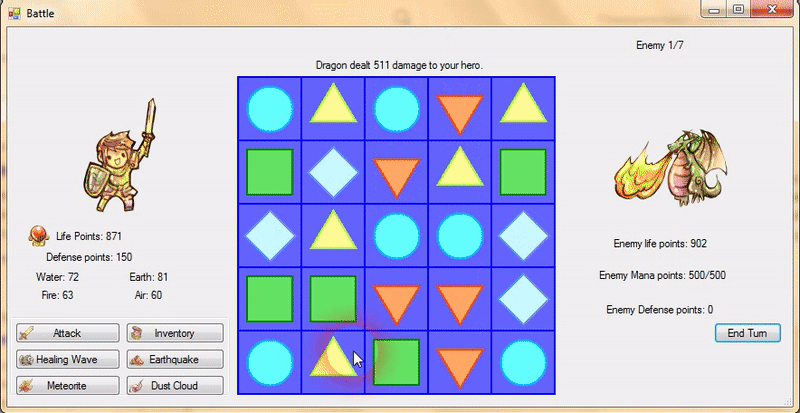 Battle
Enemy 1/7
Dragon dealt 511 damage to your hero.
Life Points: 871
Defense points: 150
Water: 72 Earth: 81
Fire: 63 Air: 60
Attack Inventory
Healing Wave Earthquake
Meteorite Dust Cloud
Enemy life points: 902
Enemy Mana points: 500/500
Enemy Defense points: 0
End Turn